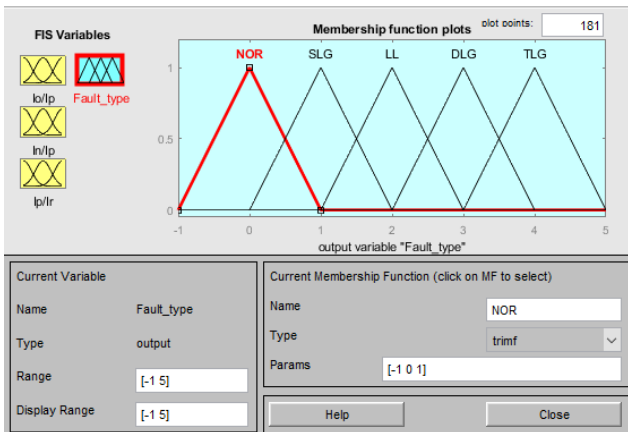 FIS Variables
Io/Ip
Fault_type
In/Ip
Ip/Ir
Membership function plots
plot points:
181
NOR
SLG
LL
DLG
TLG
1
0.5
0
-1
0
1
2
3
4
5
output variable "Fault_type"
Current Variable
Name
Fault_type
Type
output
Range
[-1 5]
Display Range
[-1 5]
Current Membership Function (click on MF to select)
Name
NOR
Type
trimf
Params
[-1 0 1]
Help
Close